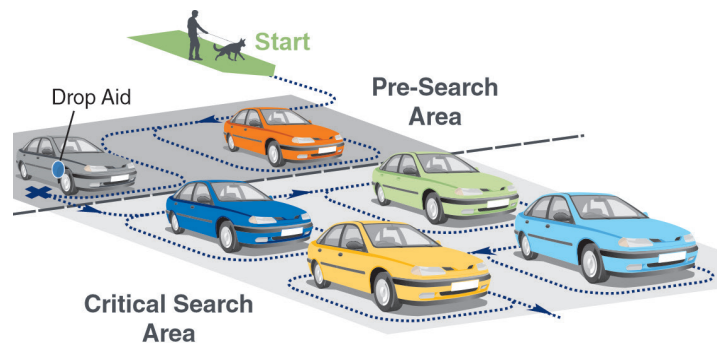 Start
Drop Aid
Pre-Search
Area
Critical Search
Area